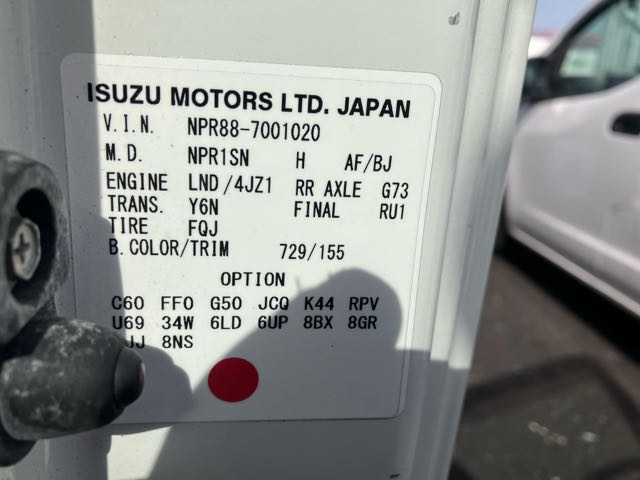 ISUZU MOTORS LTD. JAPAN
V.I.N. NPR88-7001020
M.D. NPR1SN H AF/BJ
ENGINE LND/4JZ1 RR AXLE G73
TRANS. Y6N FINAL RU1
TIRE FQJ
B.COLOR/TRIM 729/155
OPTION
C60 FF0 G50 JCQ K44 RPV
U69 34W 6LD 6UP 8BX 8GR
8NS